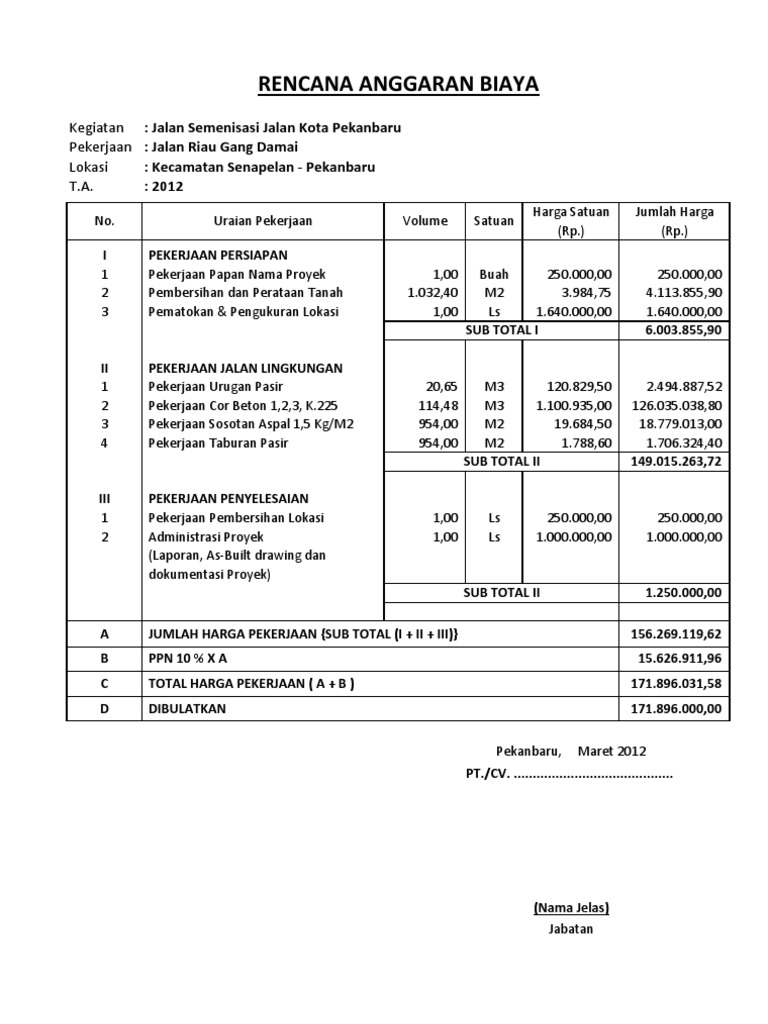 RENCANA ANGGARAN BIAYA
Kegiatan : Jalan Semenisasi Jalan Kota Pekanbaru
Pekerjaan : Jalan Riau Gang Damai
Lokasi : Kecamatan Senapelan - Pekanbaru
T.A. : 2012
No. Uraian Pekerjaan Volume Satuan Harga Satuan (Rp.) Jumlah Harga (Rp.)
I PEKERJAAN PERSIAPAN
1 Pekerjaan Papan Nama Proyek 1,00 Buah 250.000,00 250.000,00
2 Pembersihan dan Perataan Tanah 1.032,40 M2 3.984,75 4.113.855,90
3 Pematokan & Pengukuran Lokasi 1,00 Ls 1.640.000,00 1.640.000,00
SUB TOTAL I 6.003.855,90
II PEKERJAAN JALAN LINGKUNGAN
1 Pekerjaan Urugan Pasir 20,65 M3 120.829,50 2.494.887,52
2 Pekerjaan Cor Beton 1,2,3, K.225 114,48 M3 1.100.935,00 126.035.038,80
3 Pekerjaan Sosotan Aspal 1,5 Kg/M2 954,00 M2 19.684,50 18.779.013,00
4 Pekerjaan Taburan Pasir 954,00 M2 1.788,60 1.706.324,40
SUB TOTAL II 149.015.263,72
III PEKERJAAN PENYELESAIAN
1 Pekerjaan Pembersihan Lokasi 1,00 Ls 250.000,00 250.000,00
2 Administrasi Proyek 1,00 Ls 1.000.000,00 1.000.000,00
(Laporan, As-Built drawing dan
dokumentasi Proyek)
SUB TOTAL II 1.250.000,00
A JUMLAH HARGA PEKERJAAN {SUB TOTAL (I + II + III)} 156.269.119,62
B PPN 10 % X A 15.626.911,96
C TOTAL HARGA PEKERJAAN ( A + B ) 171.896.031,58
D DIBULATKAN 171.896.000,00
Pekanbaru, Maret 2012
PT./CV. ..........................................
(Nama Jelas)
Jabatan